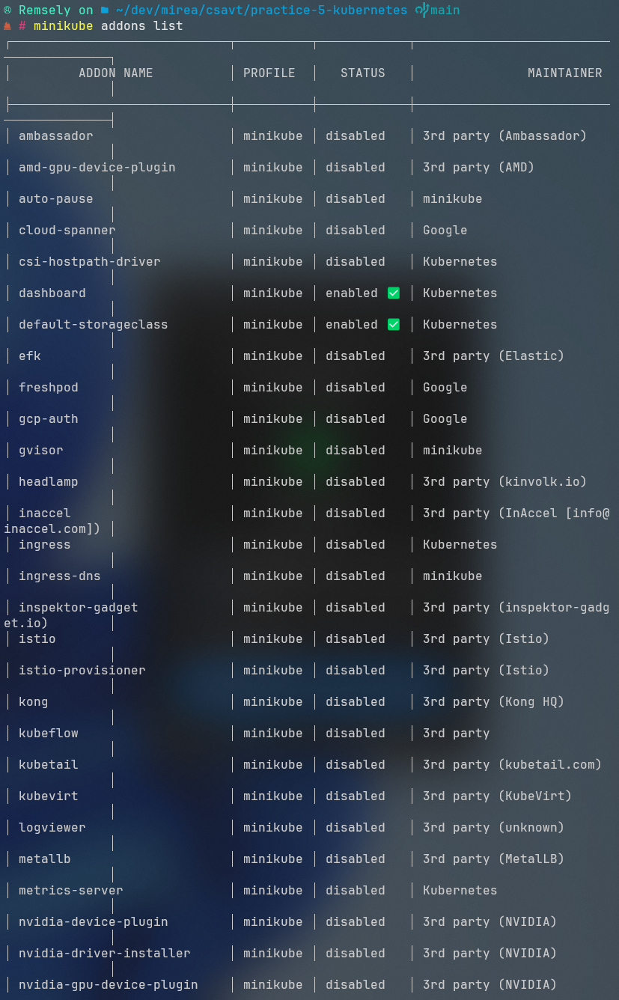 Remsely on ~/dev/mirea/csavt/practice-5-kubernetes main
# minikube addons list
ADDON NAME │ PROFILE │ STATUS │ MAINTAINER
│ ambassador │ minikube │ disabled │ 3rd party (Ambassador)
│ amd-gpu-device-plugin │ minikube │ disabled │ 3rd party (AMD)
│ auto-pause │ minikube │ disabled │ minikube
│ cloud-spanner │ minikube │ disabled │ Google
│ csi-hostpath-driver │ minikube │ disabled │ Kubernetes
│ dashboard │ minikube │ enabled ✅ │ Kubernetes
│ default-storageclass │ minikube │ enabled ✅ │ Kubernetes
│ efk │ minikube │ disabled │ 3rd party (Elastic)
│ freshpod │ minikube │ disabled │ Google
│ gcp-auth │ minikube │ disabled │ Google
│ gvisor │ minikube │ disabled │ minikube
│ headlamp │ minikube │ disabled │ 3rd party (kinvolk.io)
│ inaccel │ minikube │ disabled │ 3rd party (InAccel [info@
inaccel.com]) │
│ ingress │ minikube │ disabled │ Kubernetes
│ ingress-dns │ minikube │ disabled │ minikube
│ inspektor-gadget │ minikube │ disabled │ 3rd party (inspektor-gadg
et.io) │
│ istio │ minikube │ disabled │ 3rd party (Istio)
│ istio-provisioner │ minikube │ disabled │ 3rd party (Istio)
│ kong │ minikube │ disabled │ 3rd party (Kong HQ)
│ kubeflow │ minikube │ disabled │ 3rd party
│ kubetail │ minikube │ disabled │ 3rd party (kubetail.com)
│ kubevirt │ minikube │ disabled │ 3rd party (KubeVirt)
│ logviewer │ minikube │ disabled │ 3rd party (unknown)
│ metallb │ minikube │ disabled │ 3rd party (MetalLB)
│ metrics-server │ minikube │ disabled │ Kubernetes
│ nvidia-device-plugin │ minikube │ disabled │ 3rd party (NVIDIA)
│ nvidia-driver-installer │ minikube │ disabled │ 3rd party (NVIDIA)
│ nvidia-gpu-device-plugin │ minikube │ disabled │ 3rd party (NVIDIA)